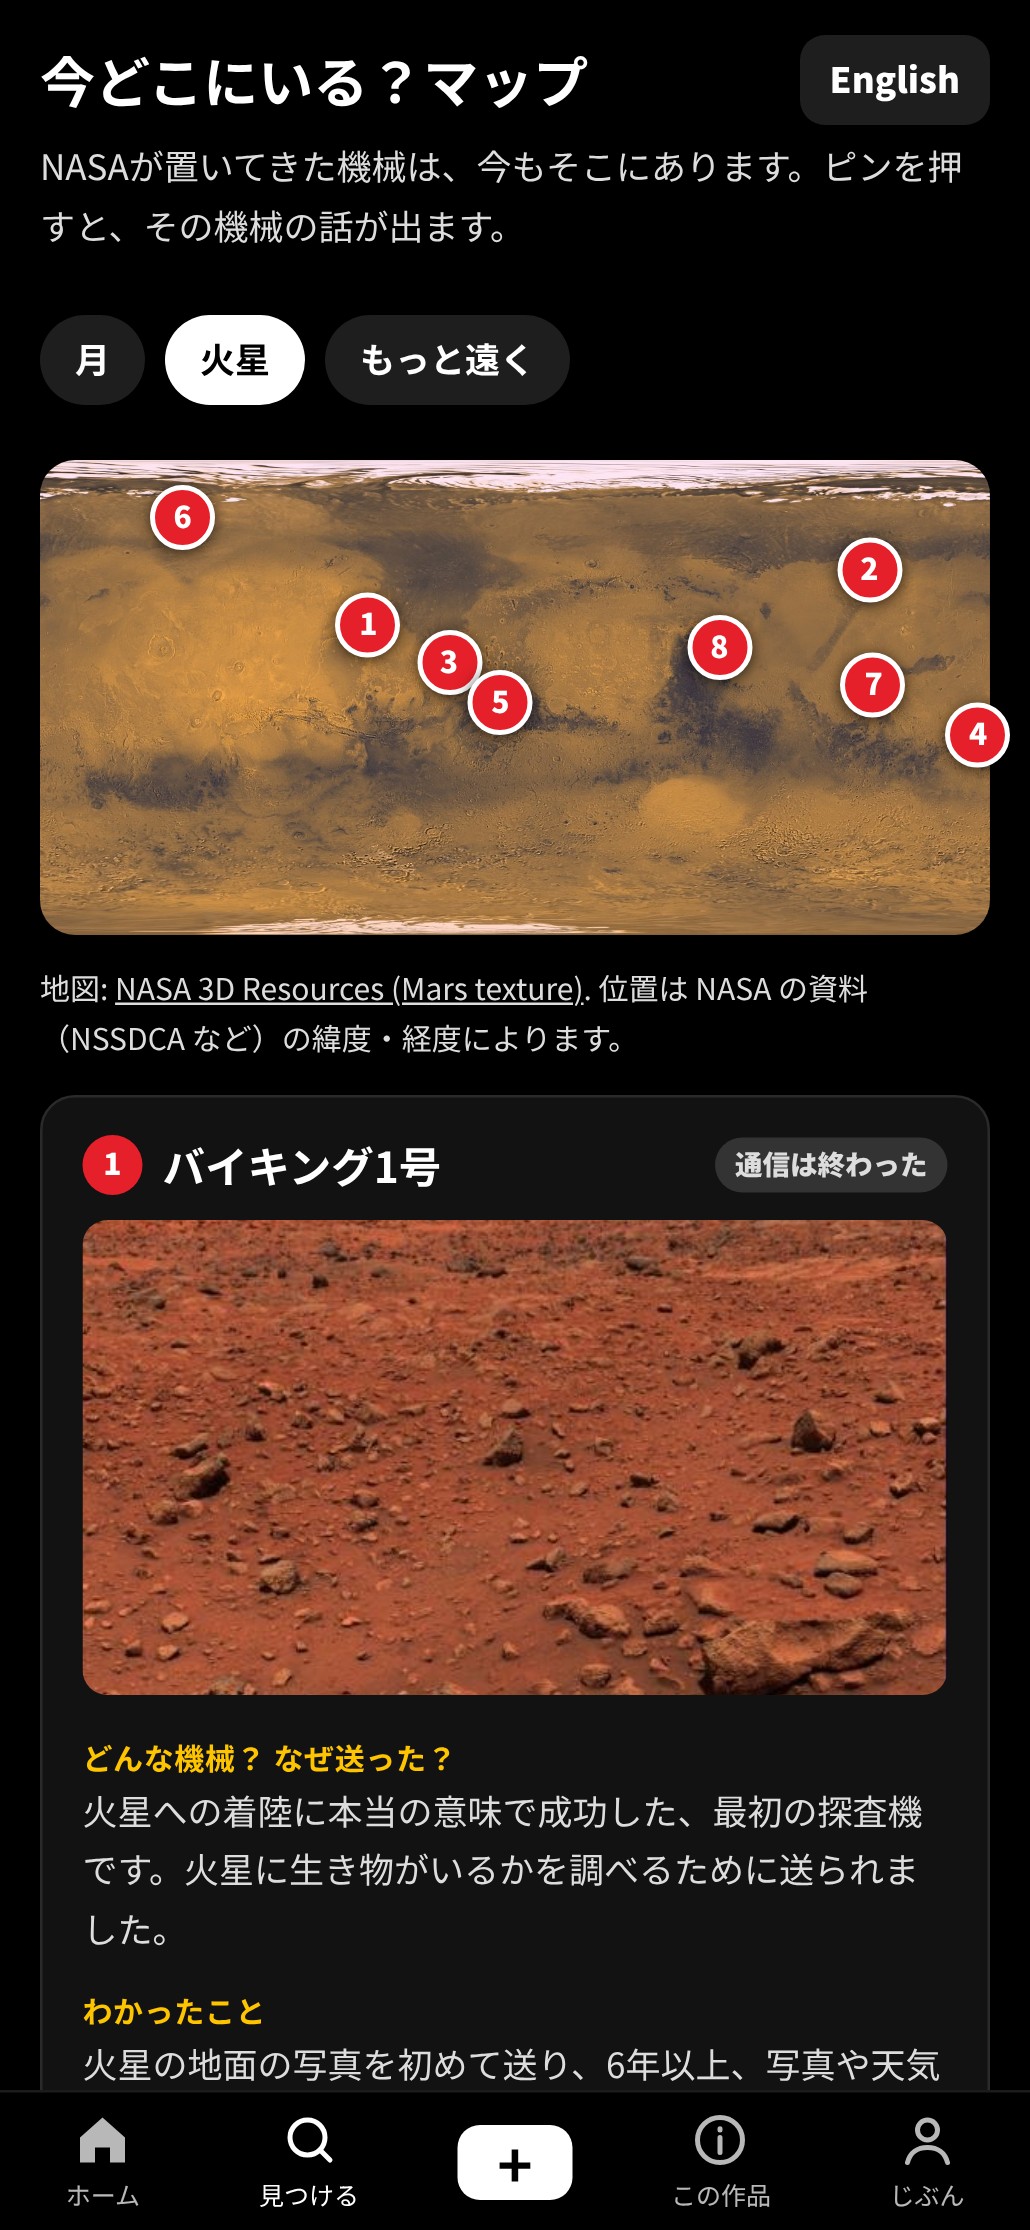 今どこにいる？マップ
English
NASAが置いてきた機械は、今もそこにあります。ピンを押
すと、その機械の話が出ます。
月
火星
もっと遠く
6
2
1
3
8
5
7
4
地図: NASA 3D Resources (Mars texture). 位置は NASA の資料
（NSSDCA など）の緯度・経度によります。
1 バイキング1号
通信は終わった
どんな機械？ なぜ送った？
火星への着陸に本当の意味で成功した、最初の探査機
です。火星に生き物がいるかを調べるために送られま
した。
わかったこと
火星の地面の写真を初めて送り、6年以上、写真や天気
ホーム
見つける
+
この作品
じぶん